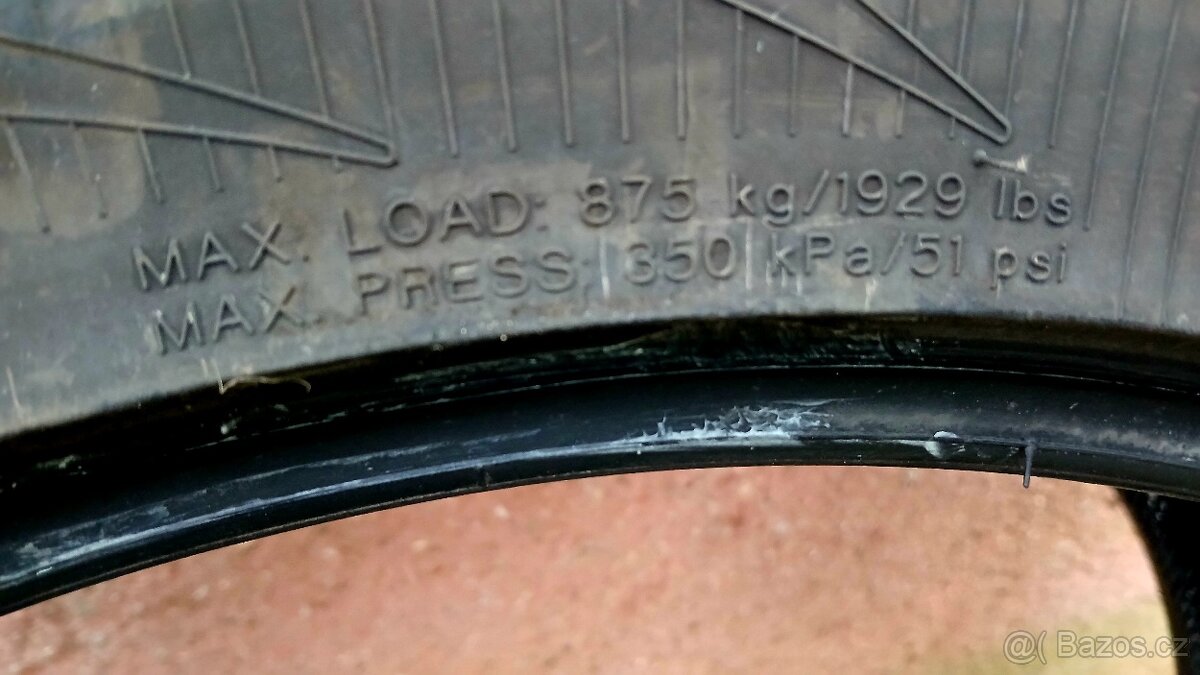 MAX. LOAD: 875 kg/1929 lbs
MAX. PRESS: 350 kPa/51 psi
@( Bazos.cz